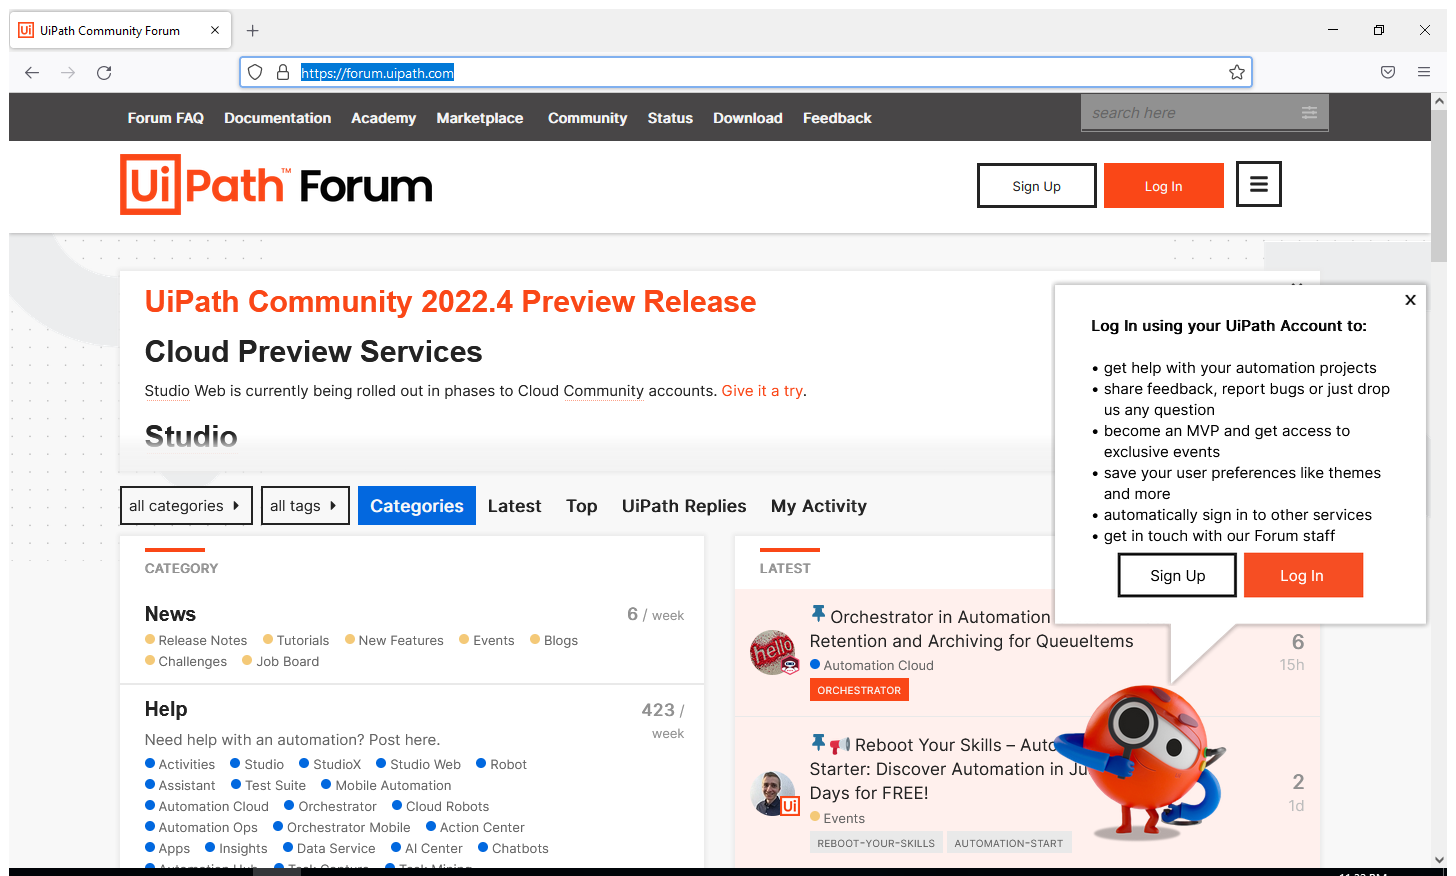 UiPath Community Forum
https://forum.uipath.com
Forum FAQ Documentation Academy Marketplace Community Status Download Feedback
search here
UiPath™ Forum
Sign Up Log In
UiPath Community 2022.4 Preview Release
Cloud Preview Services
Studio Web is currently being rolled out in phases to Cloud Community accounts. Give it a try.
Studio
Log In using your UiPath Account to:
• get help with your automation projects
• share feedback, report bugs or just drop
us any question
• become an MVP and get access to
exclusive events
• save your user preferences like themes
and more
• automatically sign in to other services
• get in touch with our Forum staff
Sign Up Log In
all categories all tags Categories Latest Top UiPath Replies My Activity
CATEGORY
News 6 / week
Release Notes Tutorials New Features Events Blogs
Challenges Job Board
Help 423 /
week
Need help with an automation? Post here.
Activities Studio StudioX Studio Web Robot
Assistant Test Suite Mobile Automation
Automation Cloud Orchestrator Cloud Robots
Automation Ops Orchestrator Mobile Action Center
Apps Insights Data Service AI Center Chatbots
Automation Hub Task Capture Task Mining
LATEST
hello
Orchestrator in Automation
Retention and Archiving for QueueItems
Automation Cloud
ORCHESTRATOR
6
15h
Reboot Your Skills – Auto
Starter: Discover Automation in Ju
Days for FREE!
Ui
Events
REBOOT-YOUR-SKILLS AUTOMATION-START
2
1d